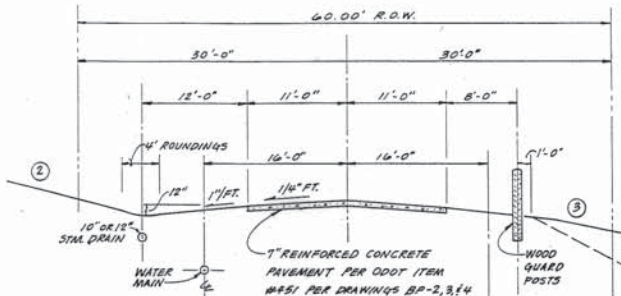 60.00' R.O.W.
30'-0" 30'-0"
12'-0" 11'-0" 11'-0" 8'-0"
4' ROUNDINGS
16'-0" 16'-0" 1'-0"
2
12" 1"/FT. 1/4" FT.
3
10" OR 12"
STM. DRAIN
WATER
MAIN
7" REINFORCED CONCRETE
PAVEMENT PER ODOT ITEM
#451 PER DRAWINGS BP-2,3,&4
WOOD
GUARD
POSTS